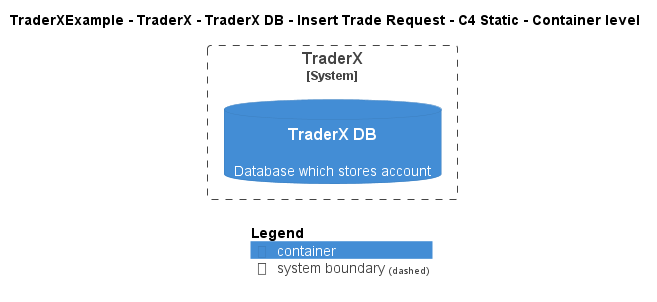 TraderXExample - TraderX - TraderX DB - Insert Trade Request - C4 Static - Container level
TraderX
[System]
TraderX DB
Database which stores account
Legend
container
system boundary (dashed)